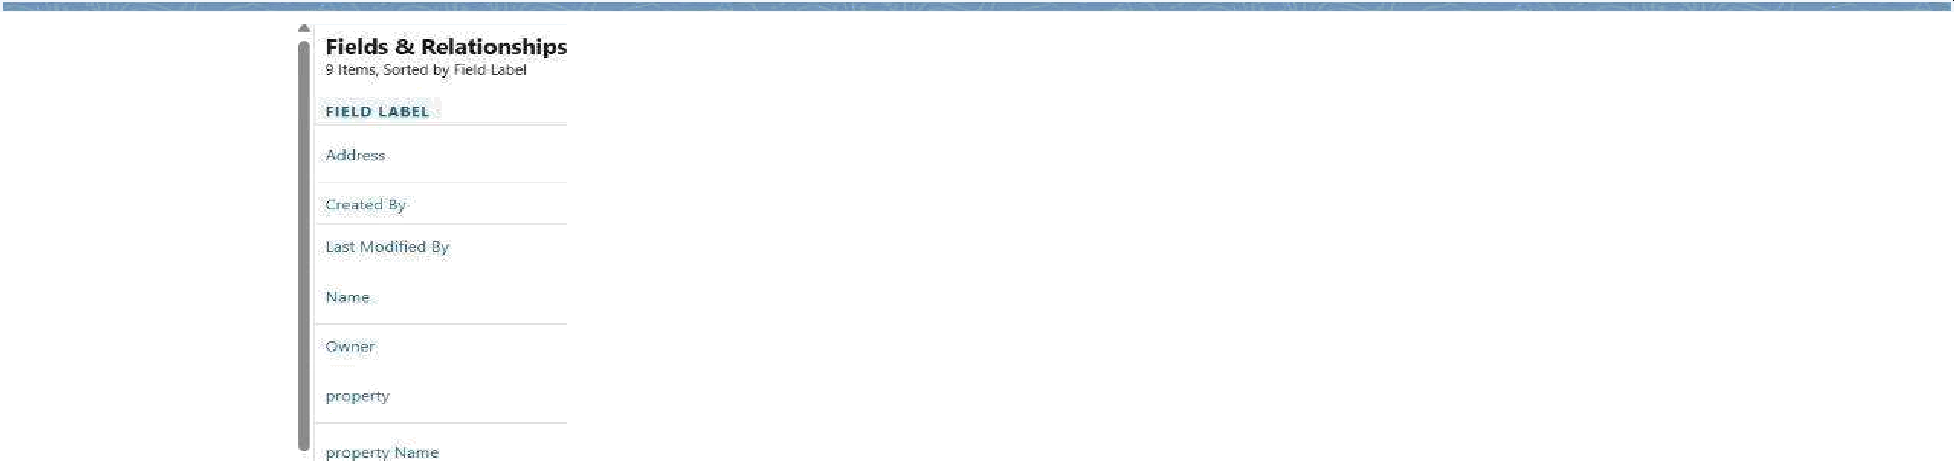 Fields & Relationships
9 Items, Sorted by Field Label
FIELD LABEL
Address
Created By
Last Modified By
Name
Owner
property
property Name